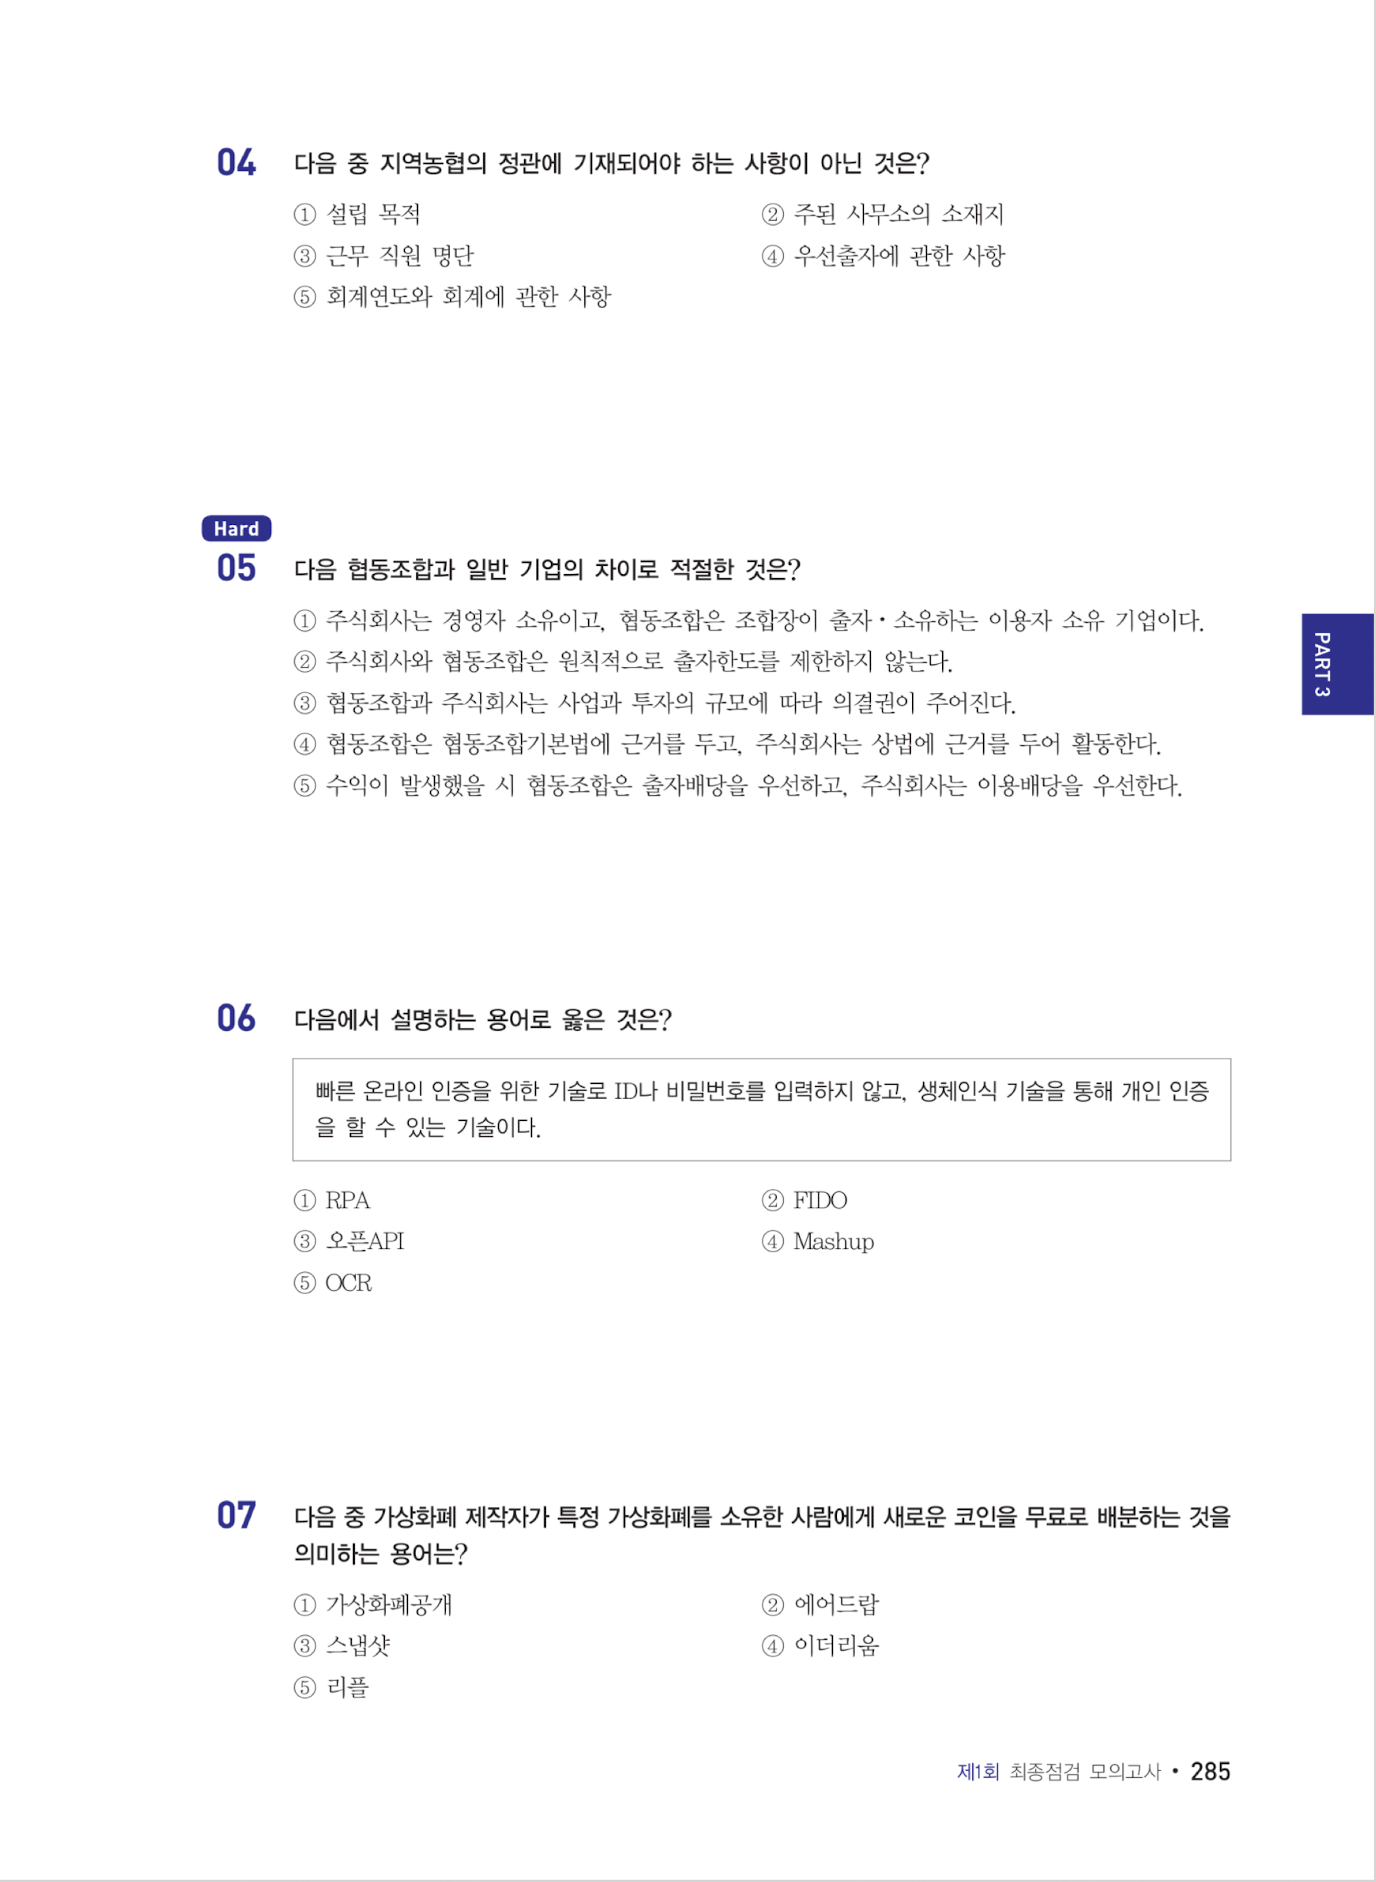 04 다음 중 지역농협의 정관에 기재되어야 하는 사항이 아닌 것은?
① 설립 목적 ② 주된 사무소의 소재지
③ 근무 직원 명단 ④ 우선출자에 관한 사항
⑤ 회계연도와 회계에 관한 사항
Hard
05 다음 협동조합과 일반 기업의 차이로 적절한 것은?
① 주식회사는 경영자 소유이고, 협동조합은 조합장이 출자·소유하는 이용자 소유 기업이다.
② 주식회사와 협동조합은 원칙적으로 출자한도를 제한하지 않는다.
③ 협동조합과 주식회사는 사업과 투자의 규모에 따라 의결권이 주어진다.
④ 협동조합은 협동조합기본법에 근거를 두고, 주식회사는 상법에 근거를 두어 활동한다.
⑤ 수익이 발생했을 시 협동조합은 출자배당을 우선하고, 주식회사는 이용배당을 우선한다.
PART 3
06 다음에서 설명하는 용어로 옳은 것은?
빠른 온라인 인증을 위한 기술로 ID나 비밀번호를 입력하지 않고, 생체인식 기술을 통해 개인 인증
을 할 수 있는 기술이다.
① RPA ② FIDO
③ 오픈API ④ Mashup
⑤ OCR
07 다음 중 가상화폐 제작자가 특정 가상화폐를 소유한 사람에게 새로운 코인을 무료로 배분하는 것을
의미하는 용어는?
① 가상화폐공개 ② 에어드랍
③ 스냅샷 ④ 이더리움
⑤ 리플
제1회 최종점검 모의고사 • 285